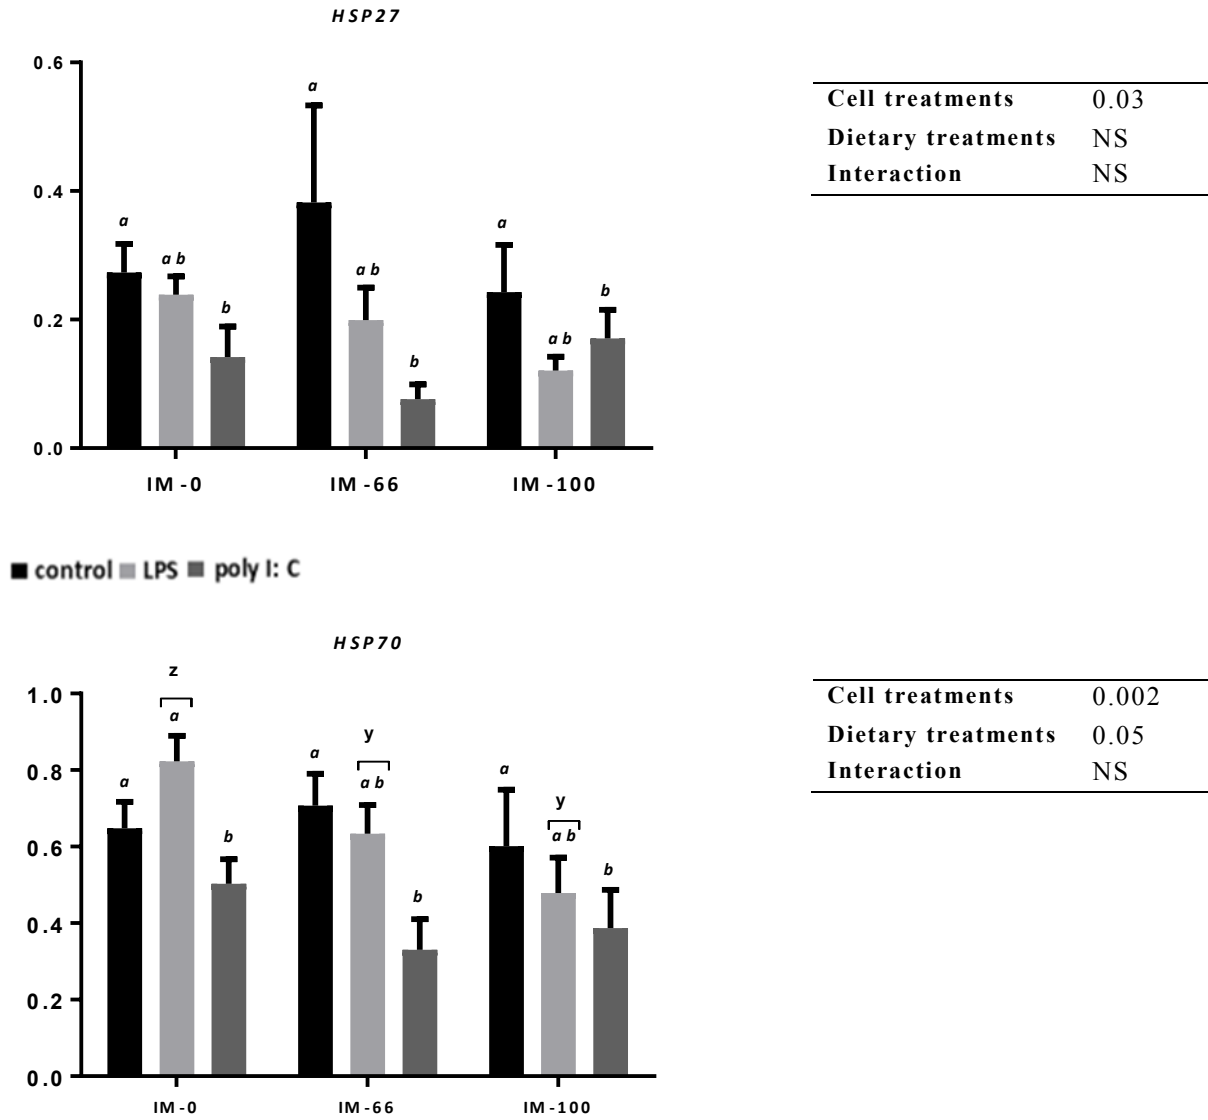 HSP27
0.6
a
Cell treatments 0.03
Dietary treatments NS
0.4
Interaction NS
a a
a b a b
b
b
0.2
a b
b
0.0
IM-0 IM-66 IM-100
control LPS poly I: C
HSP70
z
1.0
Cell treatments 0.002
a
Dietary treatments 0.05
y
a a a
Interaction NS
0.8
a b
y
b a b
0.6
b
b
0.4
0.2
0.0
IM-0 IM-66 IM-100